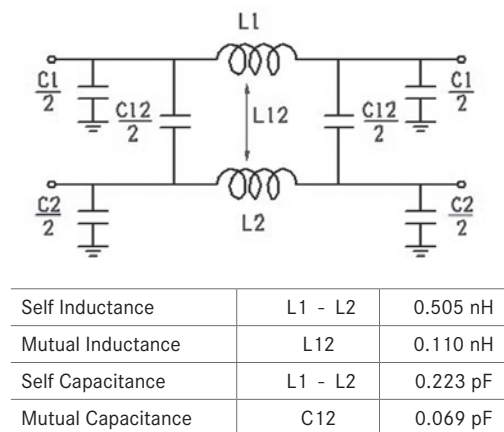 L1
C1
2
C12
2
L12
C12
2
C1
2
C2
2
L2
C2
2
Self Inductance L1 - L2 0.505 nH
Mutual Inductance L12 0.110 nH
Self Capacitance L1 - L2 0.223 pF
Mutual Capacitance C12 0.069 pF